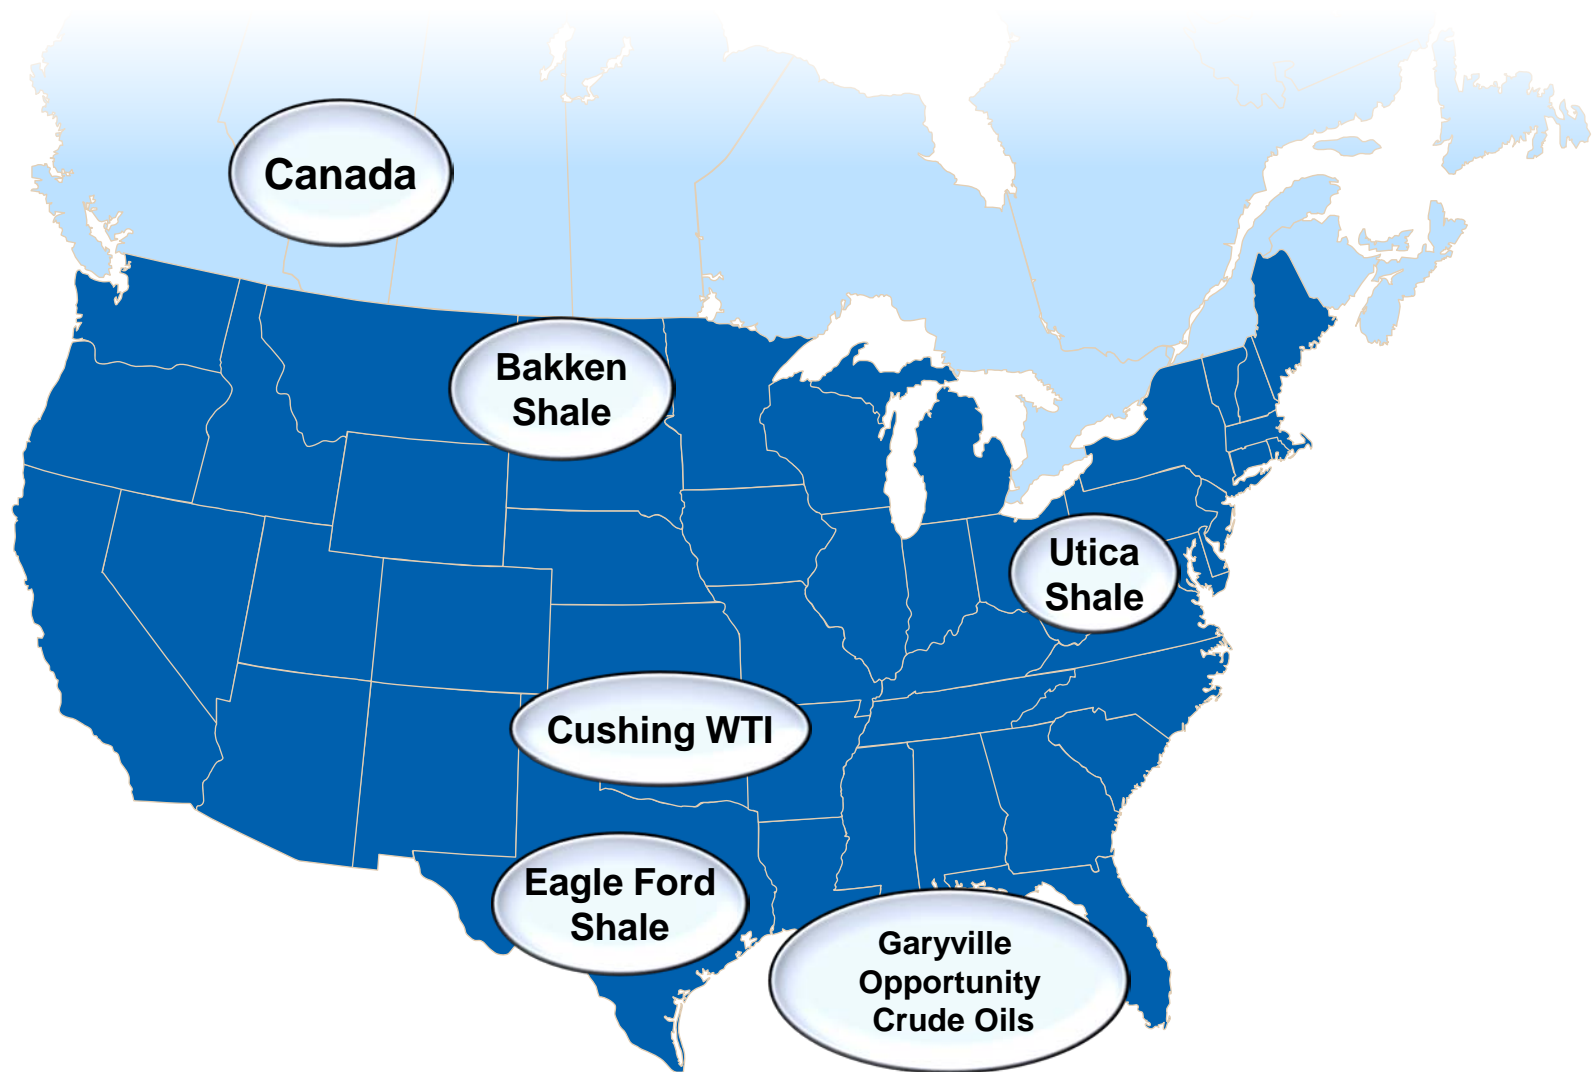 Canada
Bakken
Shale
Utica
Shale
Cushing WTI
Eagle Ford
Shale
Garyville
Opportunity
Crude Oils